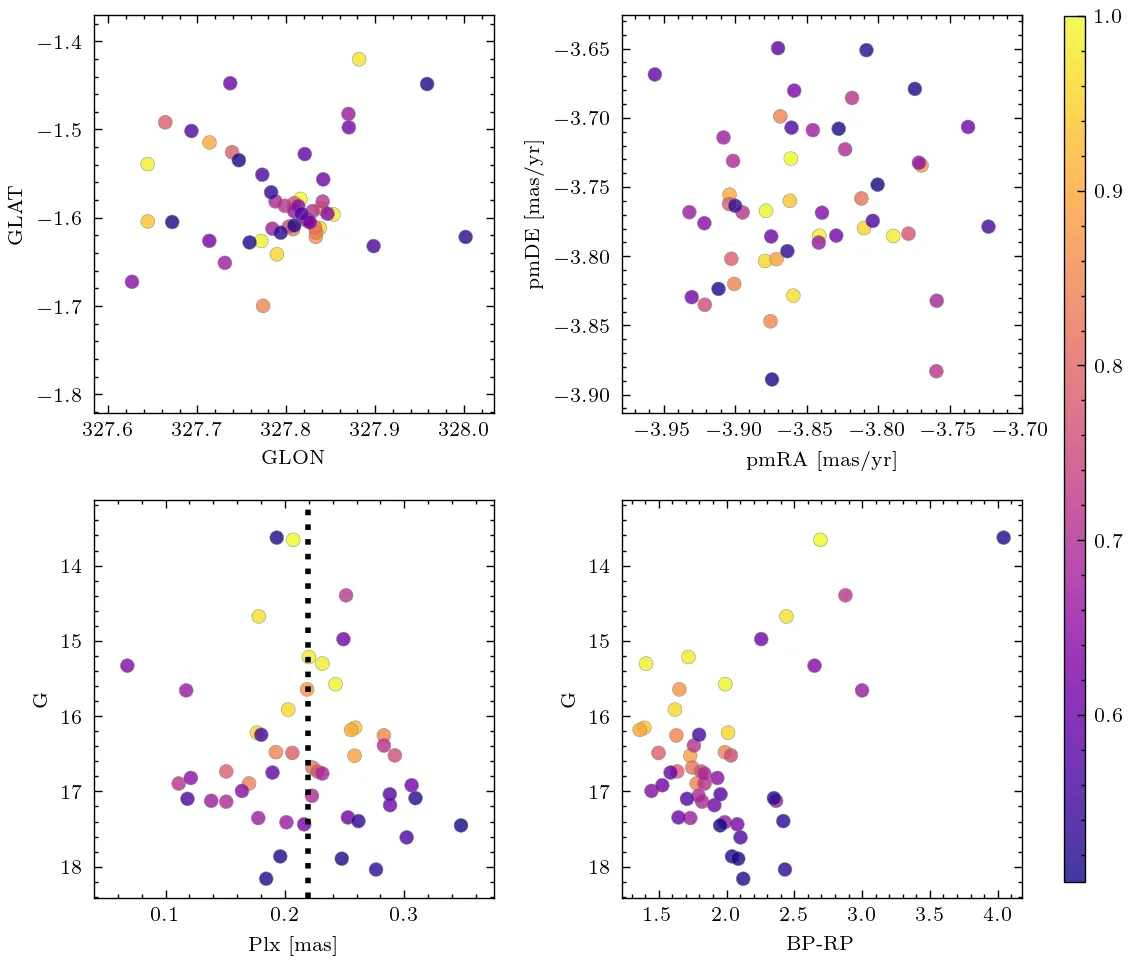 −1.4
−1.5
−1.6
−1.7
−1.8
GLAT
327.6 327.7 327.8 327.9 328.0
GLON
−3.65
−3.70
−3.75
−3.80
−3.85
−3.90
pmDE [mas/yr]
−3.95 −3.90 −3.85 −3.80 −3.75 −3.70
pmRA [mas/yr]
14
15
16
17
18
G
0.1 0.2 0.3
Plx [mas]
14
15
16
17
18
G
1.5 2.0 2.5 3.0 3.5 4.0
BP-RP
1.0
0.9
0.8
0.7
0.6